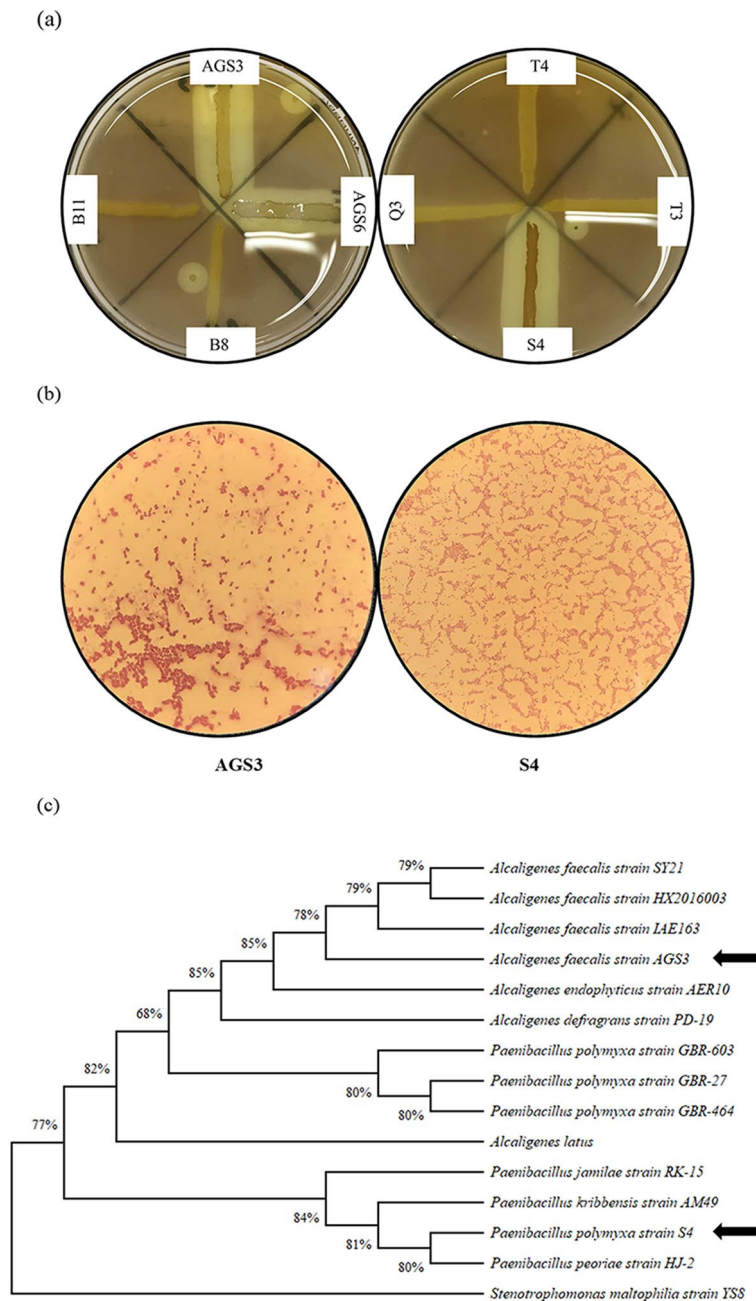 (a)
AGS3
T4
B11
AGS6
Q3
T3
B8
S4
(b)
AGS3
S4
(c)
79%
Alcaligenes faecalis strain SY21
79%
Alcaligenes faecalis strain HX2016003
78%
Alcaligenes faecalis strain IAE163
85%
Alcaligenes faecalis strain AGS3
85%
Alcaligenes endophyticus strain AER10
68%
Alcaligenes defragrans strain PD-19
82%
Paenibacillus polymyxa strain GBR-603
77%
80%
Paenibacillus polymyxa strain GBR-27
80%
Paenibacillus polymyxa strain GBR-464
Alcaligenes latus
Paenibacillus jamilae strain RK-15
84%
Paenibacillus kribbensis strain AM49
81%
Paenibacillus polymyxa strain S4
80%
Paenibacillus peoriae strain HJ-2
Stenotrophomonas maltophilia strain YS8